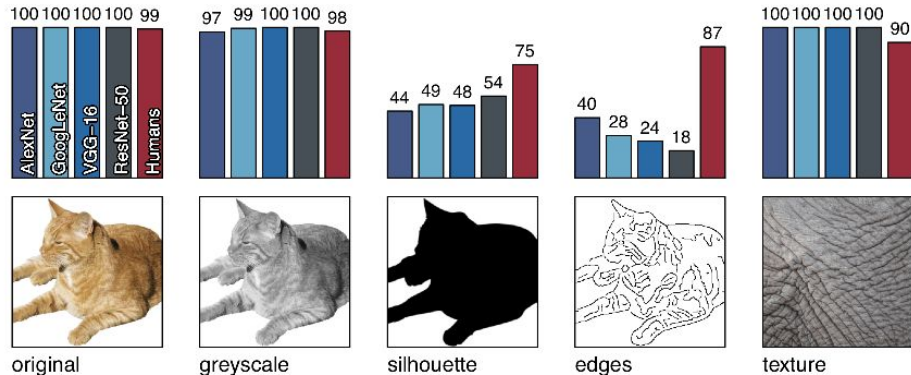 100 100 100 100 99
97 99 100 100 98
44 49 48 54 75
40 28 24 18 87
100 100 100 100 90
AlexNet
GoogLeNet
VGG-16
ResNet-50
Humans
original
greyscale
silhouette
edges
texture